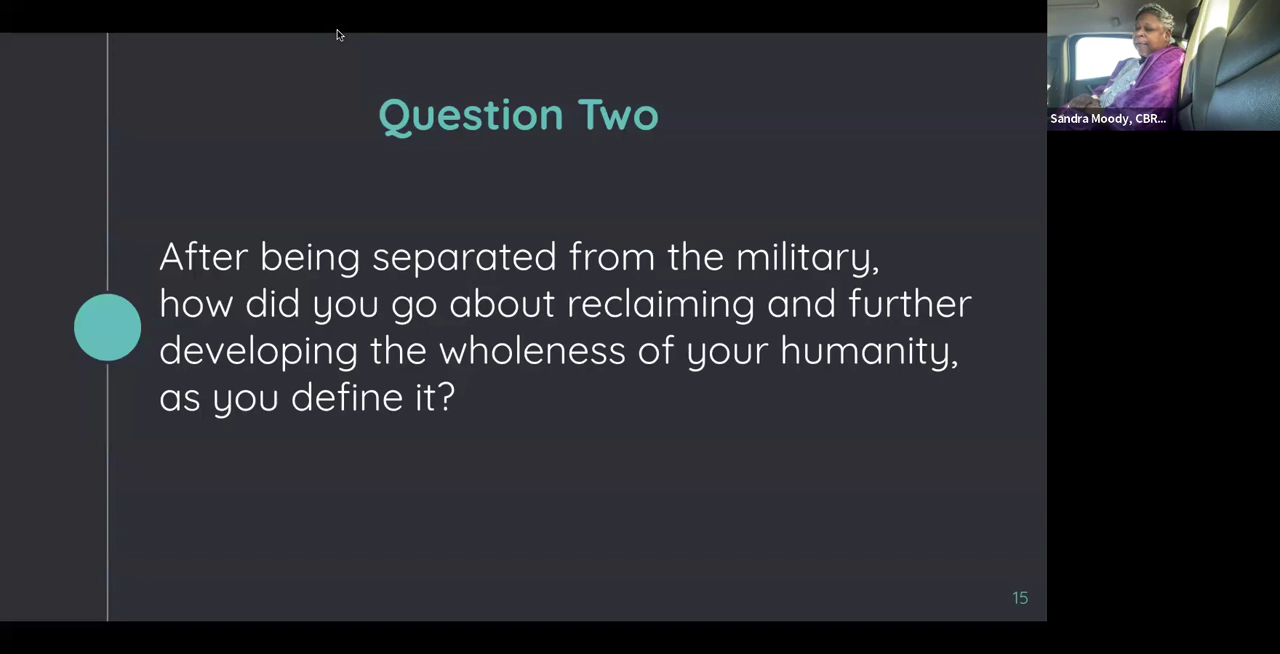 Question Two
After being separated from the military,
how did you go about reclaiming and further
developing the wholeness of your humanity,
as you define it?
15
Sandra Moody, CBR...